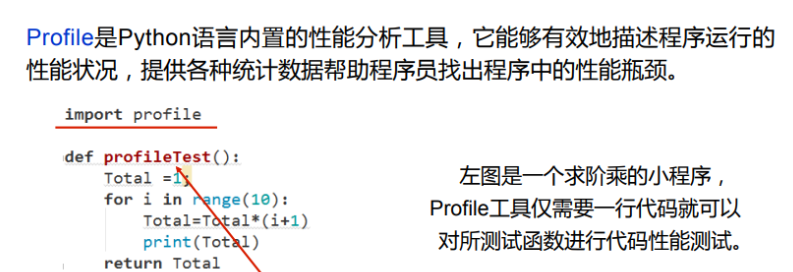 Profile是Python语言内置的性能分析工具，它能够有效地描述程序运行的
性能状况，提供各种统计数据帮助程序员找出程序中的性能瓶颈。
import profile
def profileTest():
Total =1;
for i in range(10):
Total=Total*(i+1)
print(Total)
return Total
左图是一个求阶乘的小程序，
Profile工具仅需要一行代码就可以
对所测试函数进行代码性能测试。